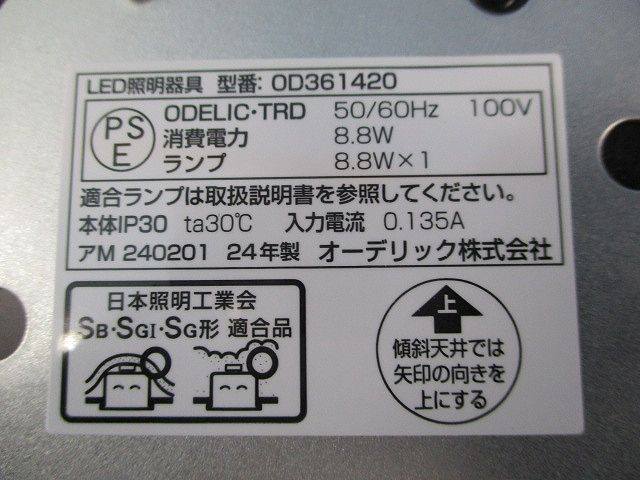 LED照明器具 型番: OD361420
PS
E
ODELIC・TRD 50/60Hz 100V
消費電力 8.8W
ランプ 8.8W×1
適合ランプは取扱説明書を参照してください。
本体IP30 ta30℃ 入力電流 0.135A
アM 240201 24年製 オーデリック株式会社
日本照明工業会
SB・SGI・SG形 適合品
上
傾斜天井では
矢印の向きを
上にする